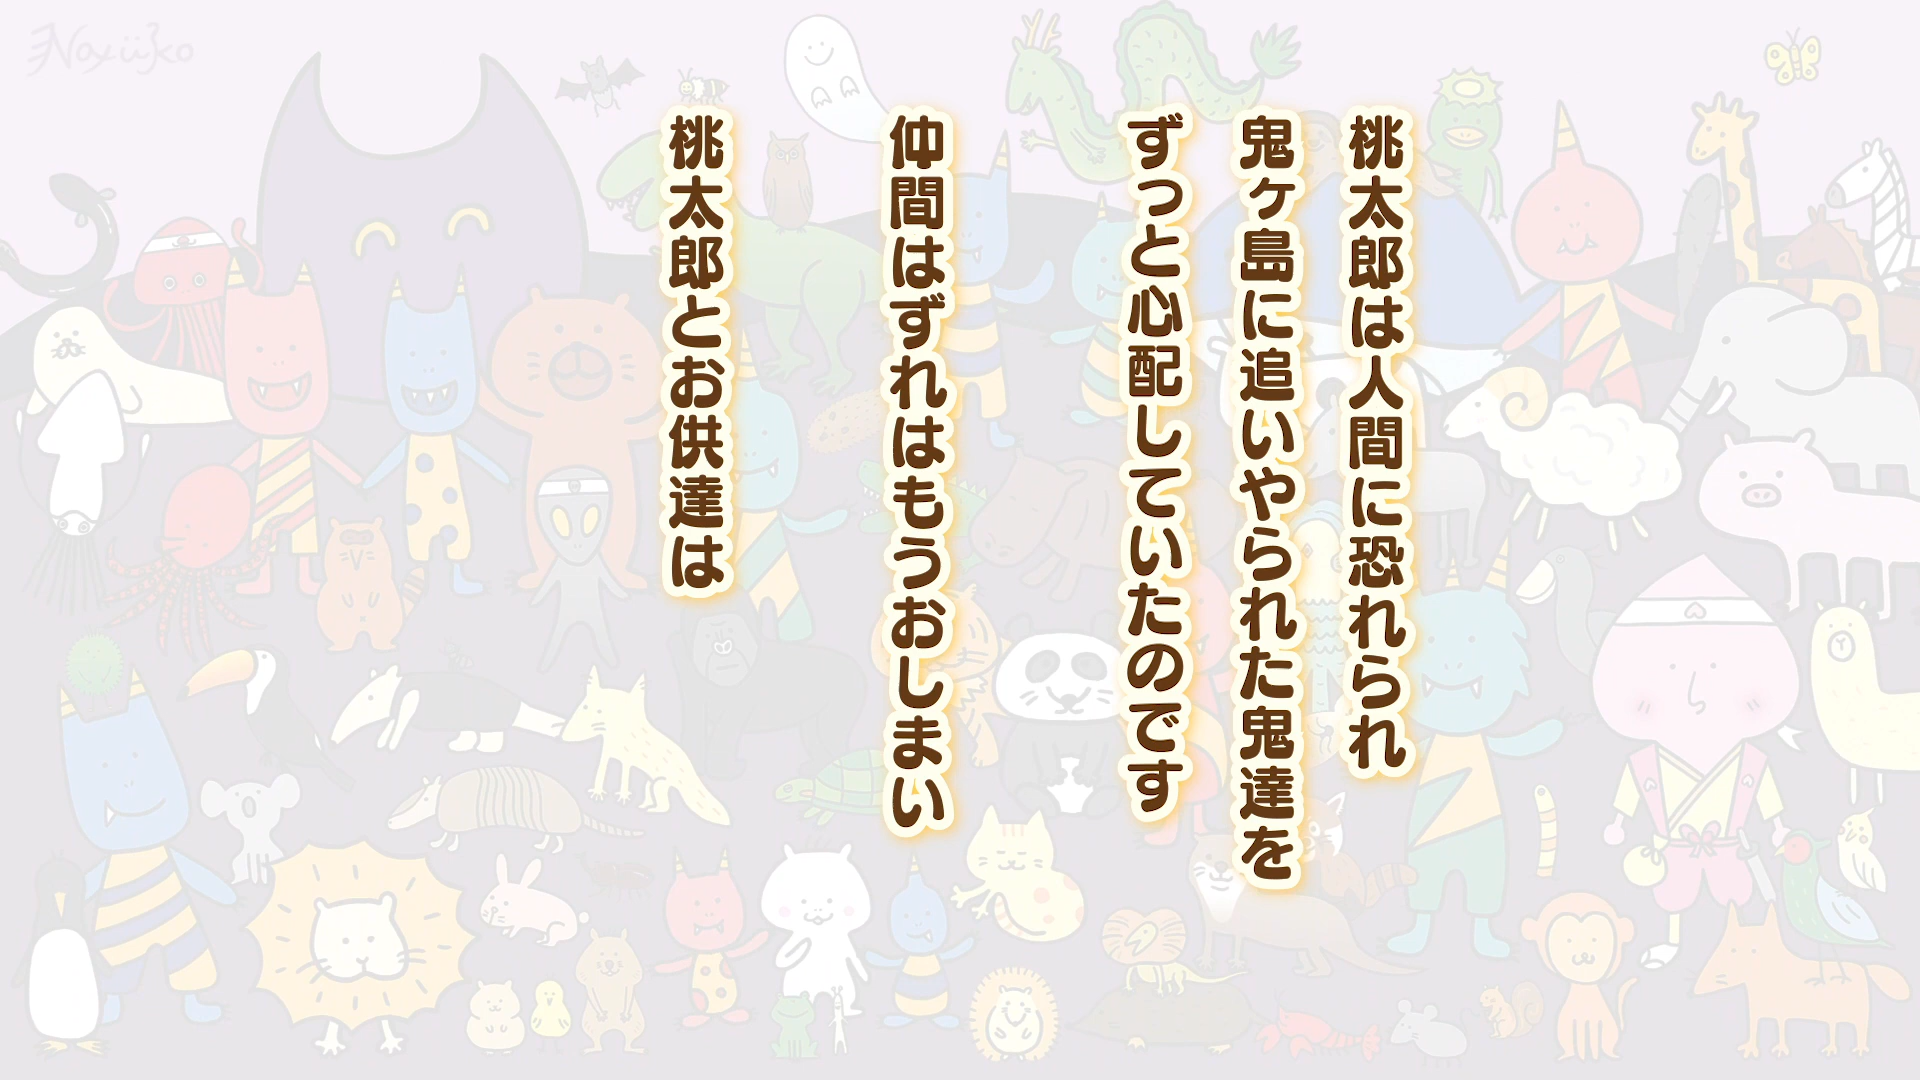 桃太郎は人間に恐れられ
鬼ヶ島に追いやられた鬼達を
ずっと心配していたのです
仲間はずれはもうおしまい
桃太郎とお供達は